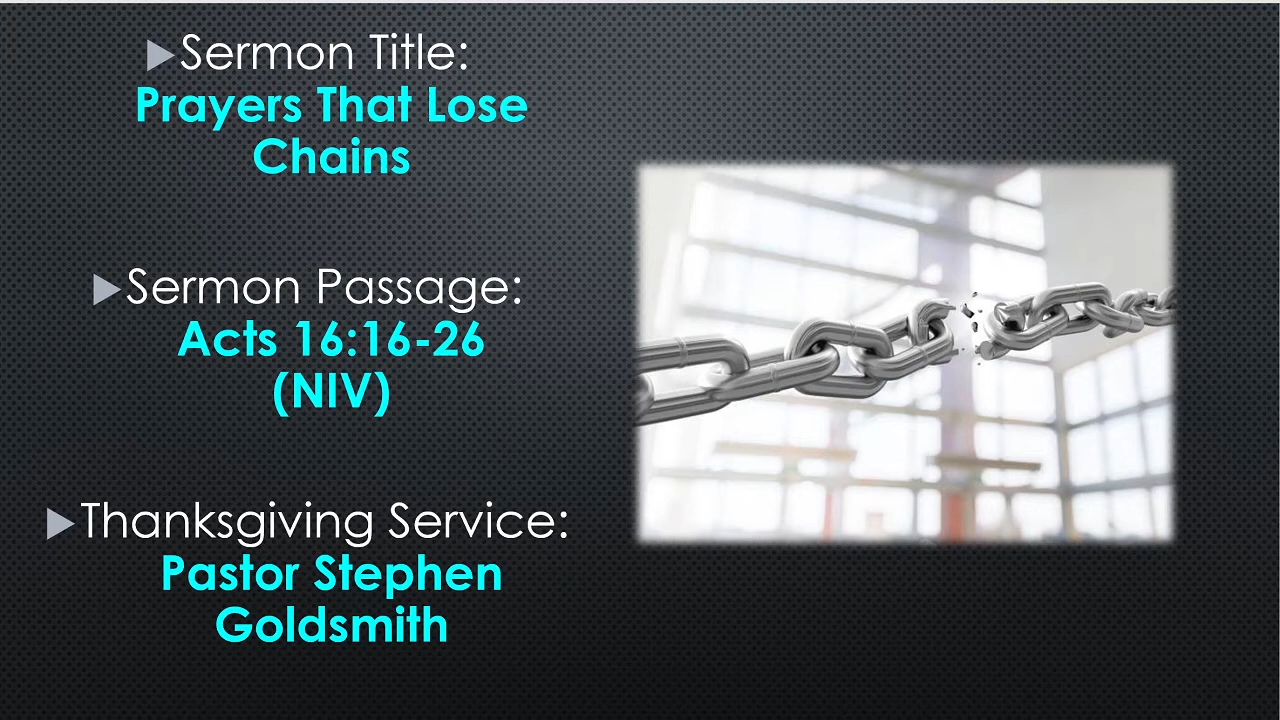 Sermon Title:
Prayers That Lose
Chains
Sermon Passage:
Acts 16:16-26
(NIV)
Thanksgiving Service:
Pastor Stephen
Goldsmith